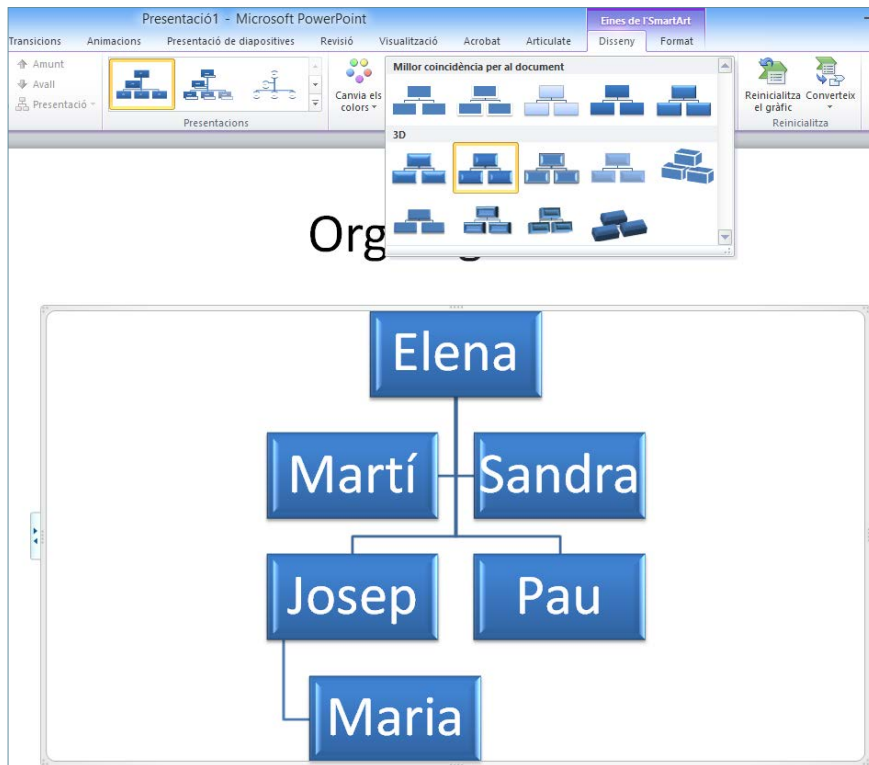 Presentació1 - Microsoft PowerPoint
Eines de l'SmartArt
Transicions Animacions Presentació de diapositives Revisió Visualització Acrobat Articulate Disseny Format
Amunt
Avall
Presentació
Canvia els
colors
Presentacions
Millor coincidència per al document
3D
Reinicialitza
el gràfic
Converteix
Reinicialitza
Org
Elena
Martí
Sandra
Josep
Pau
Maria